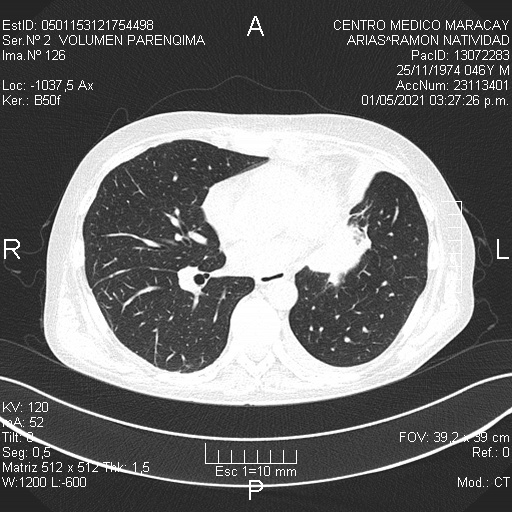 EstID: 0501153121754498
Ser.Nº 2 VOLUMEN PARENQIMA
Ima.Nº 126
Loc: -1037,5 Ax
Ker.: B50f
A
CENTRO MEDICO MARACAY
ARIAS^RAMON NATIVIDAD
PacID: 13072283
25/11/1974 046Y M
AccNum: 23113401
01/05/2021 03:27:26 p.m.
R
L
KV: 120
mA: 52
Tilt: 0
Seg: 0,5
Matriz 512 x 512 Thk: 1,5
W:1200 L:-600
Esc 1=10 mm
P
FOV: 39,2 x 39 cm
Ref.: 0
Mod.: CT